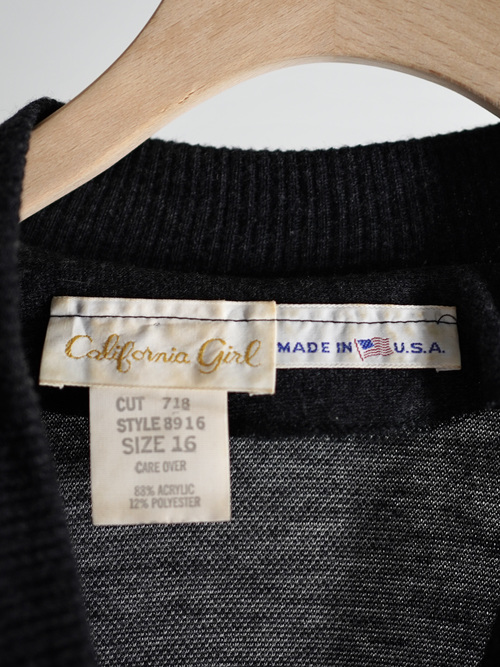 California Girl
MADE IN U.S.A.
CUT 718
STYLE 8916
SIZE 16
CARE OVER
88% ACRYLIC
12% POLYESTER